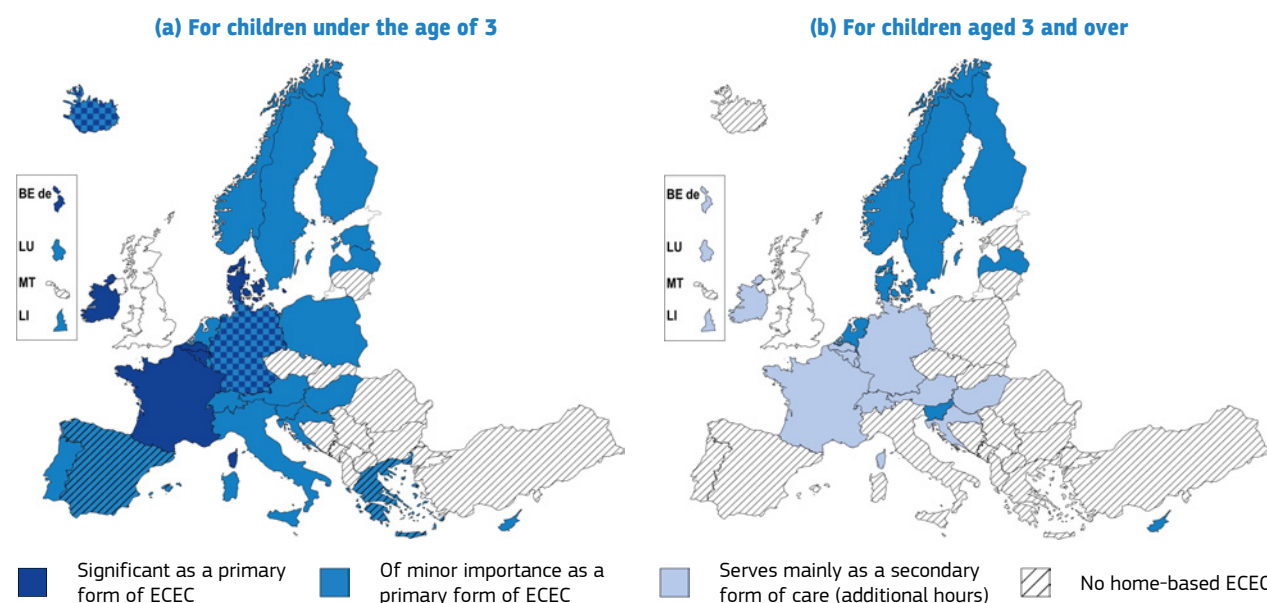 (a) For children under the age of 3
(b) For children aged 3 and over
BE de
LU
MT
LI
BE de
LU
MT
LI
Significant as a primary
form of ECEC
Of minor importance as a
primary form of ECEC
Serves mainly as a secondary
form of care (additional hours)
No home-based ECEC